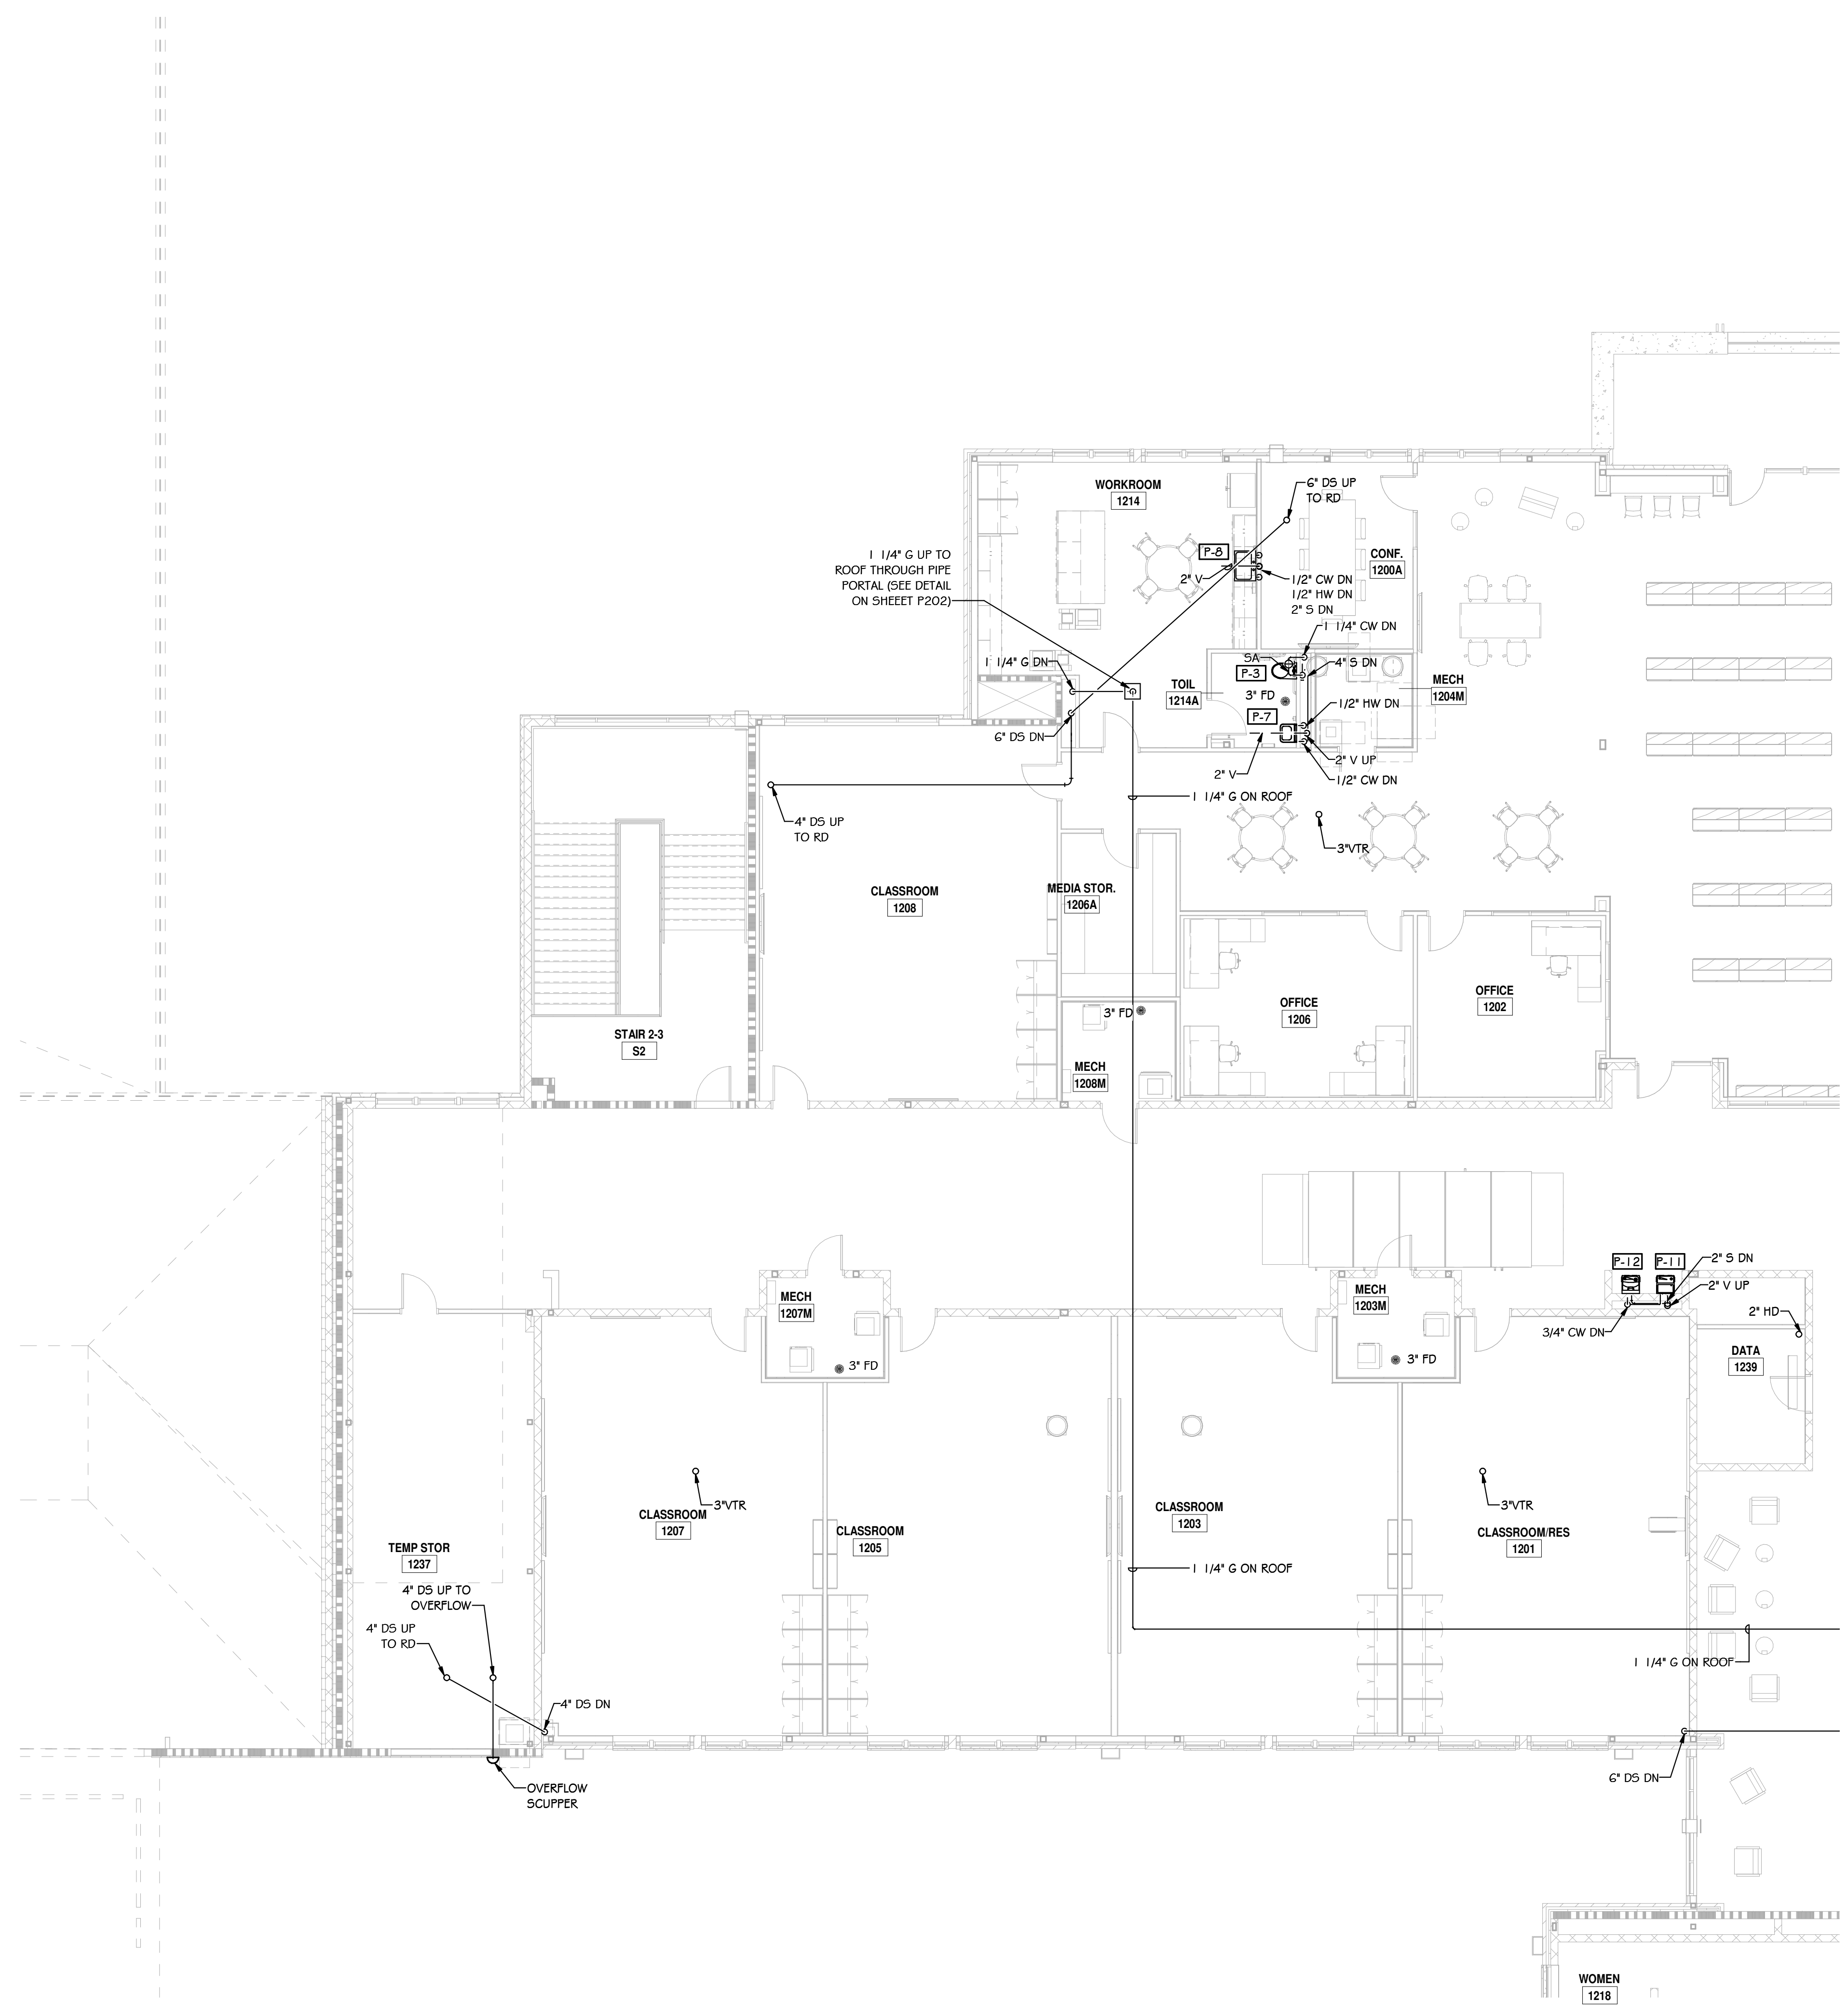 WORKROOM
1214
6" DS UP
TO RD
1 1/4" G UP TO
ROOF THROUGH PIPE
PORTAL (SEE DETAIL
ON SHEEET P202)
P-8
2" V
CONF.
1200A
1/2" CW DN
1/2" HW DN
2" S DN
1 1/4" CW DN
SA
P-3
4" S DN
1 1/4" G DN
TOIL
1214A
3" FD
MECH
1204M
P-7
1/2" HW DN
6" DS DN
2" V UP
2" V
1/2" CW DN
1 1/4" G ON ROOF
4" DS UP
TO RD
3"VTR
CLASSROOM
1208
MEDIA STOR.
1206A
OFFICE
1206
OFFICE
1202
3" FD
STAIR 2-3
S2
MECH
1208M
P-12
P-11
2" S DN
2" V UP
2" HD
3/4" CW DN
MECH
1207M
MECH
1203M
DATA
1239
3" FD
3" FD
3"VTR
CLASSROOM
1207
CLASSROOM
1205
CLASSROOM
1203
3"VTR
CLASSROOM/RES
1201
TEMP STOR
1237
1 1/4" G ON ROOF
4" DS UP TO
OVERFLOW
4" DS UP
TO RD
1 1/4" G ON ROOF
4" DS DN
6" DS DN
OVERFLOW
SCUPPER
WOMEN
1218